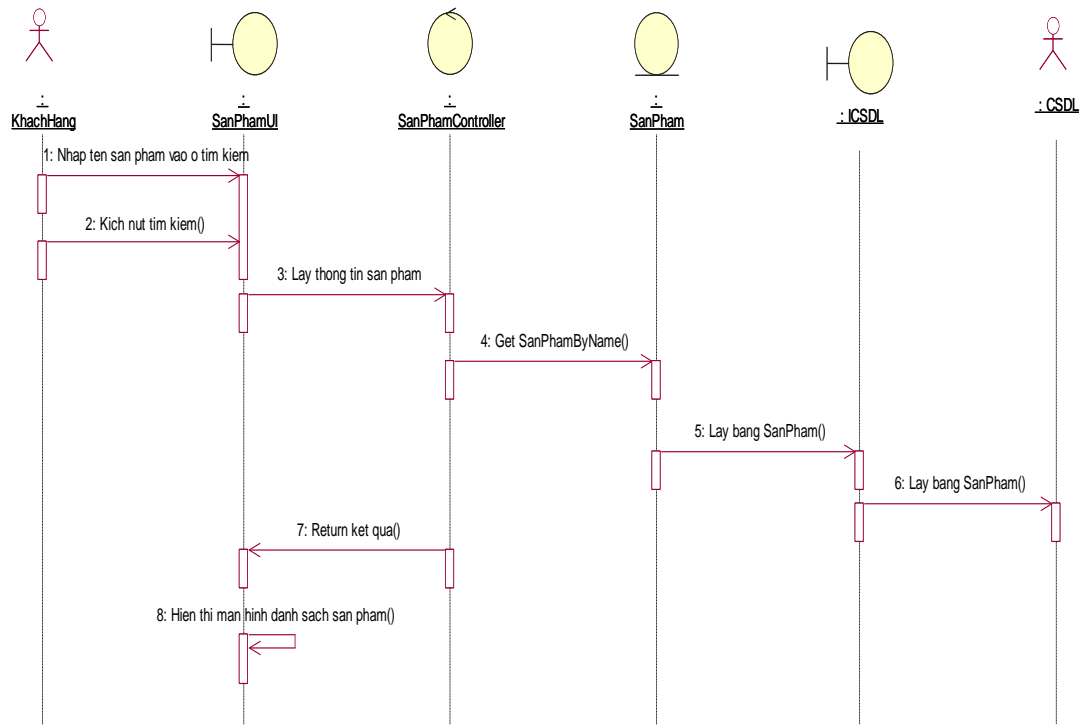 :
KhachHang
:
SanPhamUI
:
SanPhamController
:
SanPham
: ICSDL
: CSDL
1: Nhap ten san pham vao o tim kiem
2: Kich nut tim kiem()
3: Lay thong tin san pham
4: Get SanPhamByName()
5: Lay bang SanPham()
6: Lay bang SanPham()
7: Return ket qua()
8: Hien thi man hinh danh sach san pham()